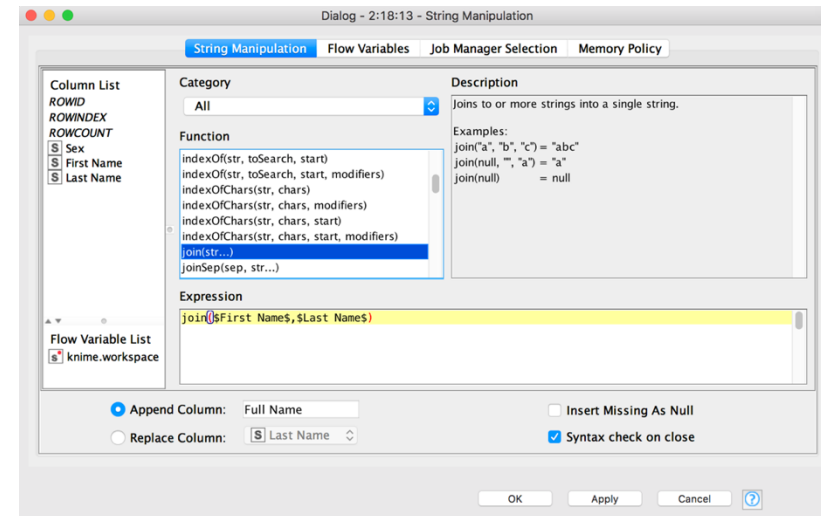 Dialog - 2:18:13 - String Manipulation
String Manipulation Flow Variables Job Manager Selection Memory Policy
Column List
ROWID
ROWINDEX
ROWCOUNT
S Sex
S First Name
S Last Name
Flow Variable List
s knime.workspace
Category
All
Function
indexOf(str, toSearch, start)
indexOf(str, toSearch, start, modifiers)
indexOfChars(str, chars)
indexOfChars(str, chars, modifiers)
indexOfChars(str, chars, start)
indexOfChars(str, chars, start, modifiers)
join(str...)
joinSep(sep, str...)
Description
Joins to or more strings into a single string.
Examples:
join("a", "b", "c") = "abc"
join(null, "", "a") = "a"
join(null) = null
Expression
join($First Name$,$Last Name$)
Append Column: Full Name
Insert Missing As Null
Replace Column: S Last Name
Syntax check on close
OK Apply Cancel ?